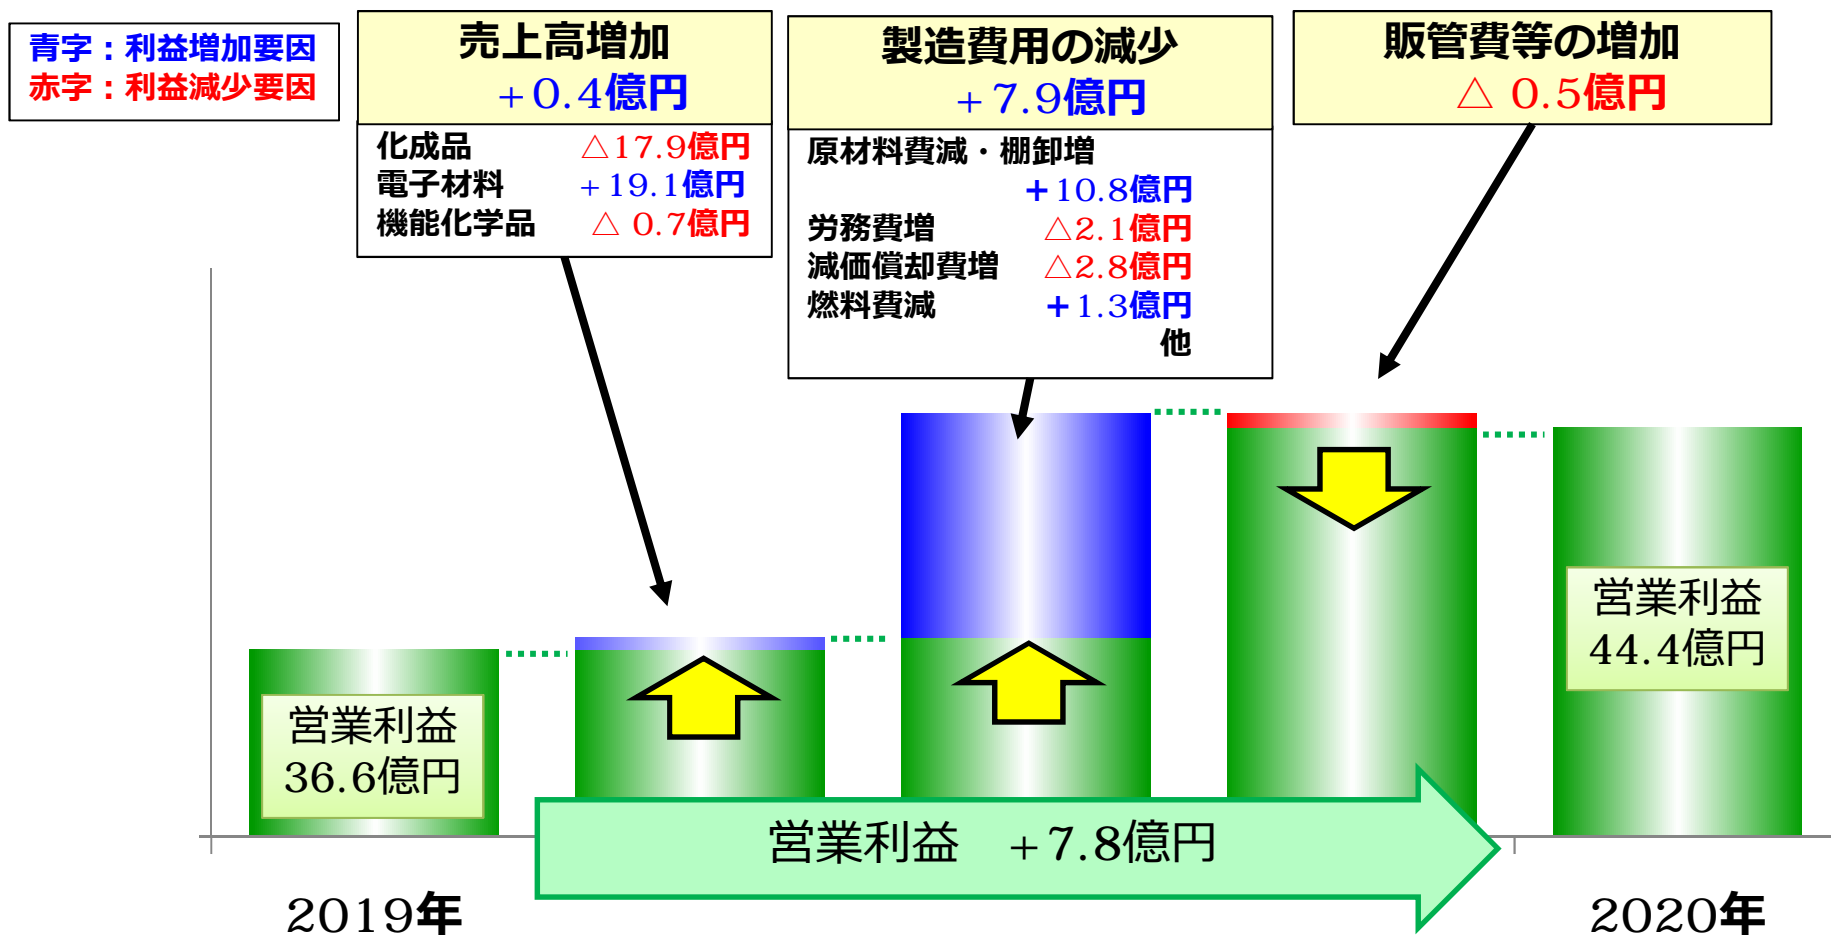 青字：利益増加要因
赤字：利益減少要因
売上高増加
+0.4億円
化成品 △17.9億円
電子材料 +19.1億円
機能化学品 △ 0.7億円
製造費用の減少
+7.9億円
原材料費減・棚卸増
+10.8億円
労務費増 △2.1億円
減価償却費増 △2.8億円
燃料費減 +1.3億円
他
販管費等の増加
△ 0.5億円
営業利益
36.6億円
営業利益
44.4億円
営業利益 +7.8億円
2019年
2020年